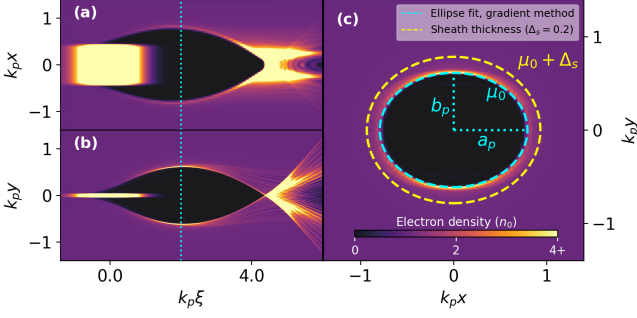 (a)
1
0
−1
kₚx
(b)
1
0
−1
kₚy
0.0
4.0
kₚξ
(c)
Ellipse fit, gradient method
Sheath thickness (Δₛ = 0.2)
μ₀ + Δₛ
μ₀
bₚ
aₚ
Electron density (n₀)
0
2
4+
1
0
−1
kₚy
−1
0
1
kₚx